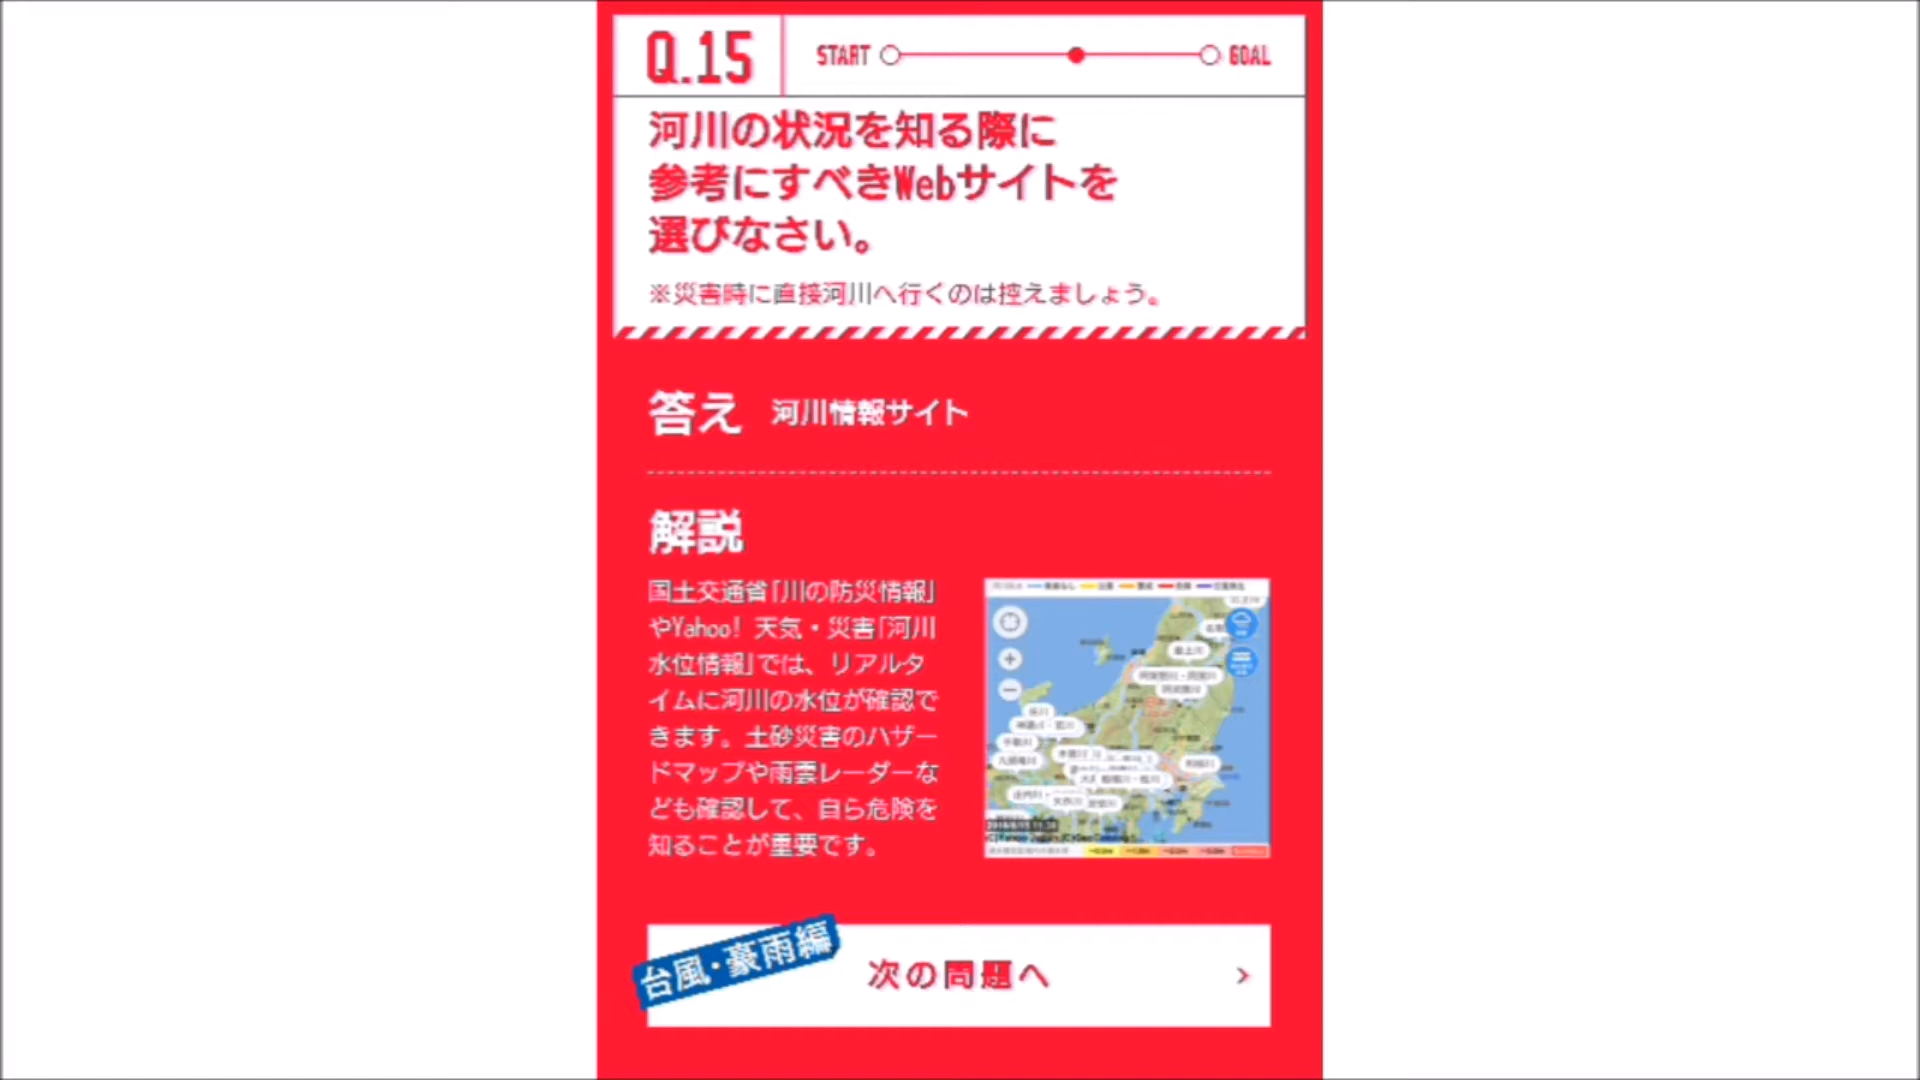 Q.15
START
GOAL
河川の状況を知る際に
参考にすべきWebサイトを
選びなさい。
※災害時に直接河川へ行くのは控えましょう。
答え 河川情報サイト
解説
国土交通省「川の防災情報」
やYahoo! 天気・災害「河川
水位情報」では、リアルタ
イムに河川の水位が確認で
きます。土砂災害のハザー
ドマップや雨雲レーダーな
ども確認して、自ら危険を
知ることが重要です。
最上川
台風・豪雨編
次の問題へ